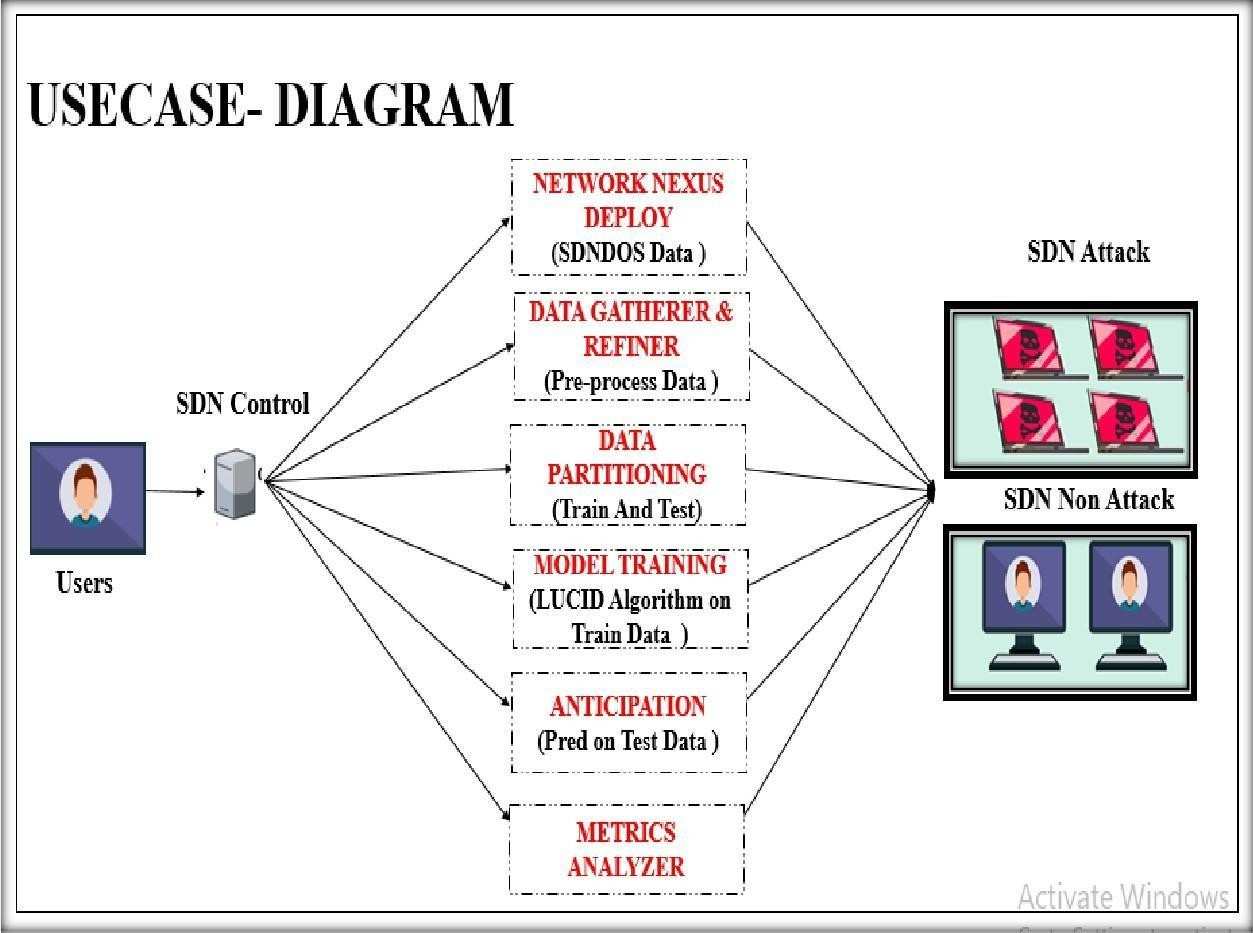 USECASE- DIAGRAM
NETWORK NEXUS
DEPLOY
(SDNDOS Data )
SDN Attack
DATA GATHERER &
REFINER
(Pre-process Data )
SDN Control
DATA
PARTITIONING
(Train And Test)
SDN Non Attack
Users
MODEL TRAINING
(LUCID Algorithm on
Train Data  )
ANTICIPATION
(Pred on Test Data )
METRICS
ANALYZER
Activate Windows